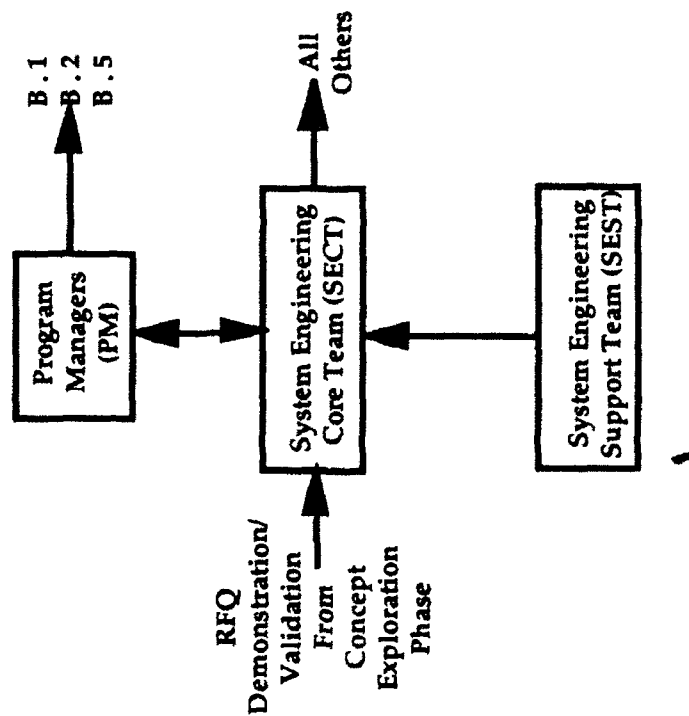 Program
Managers
(PM)
B.1
B.2
B.5
RFQ
Demonstration/
Validation
From
Concept
Exploration
Phase
System Engineering
Core Team (SECT)
All
Others
System Engineering
Support Team (SEST)